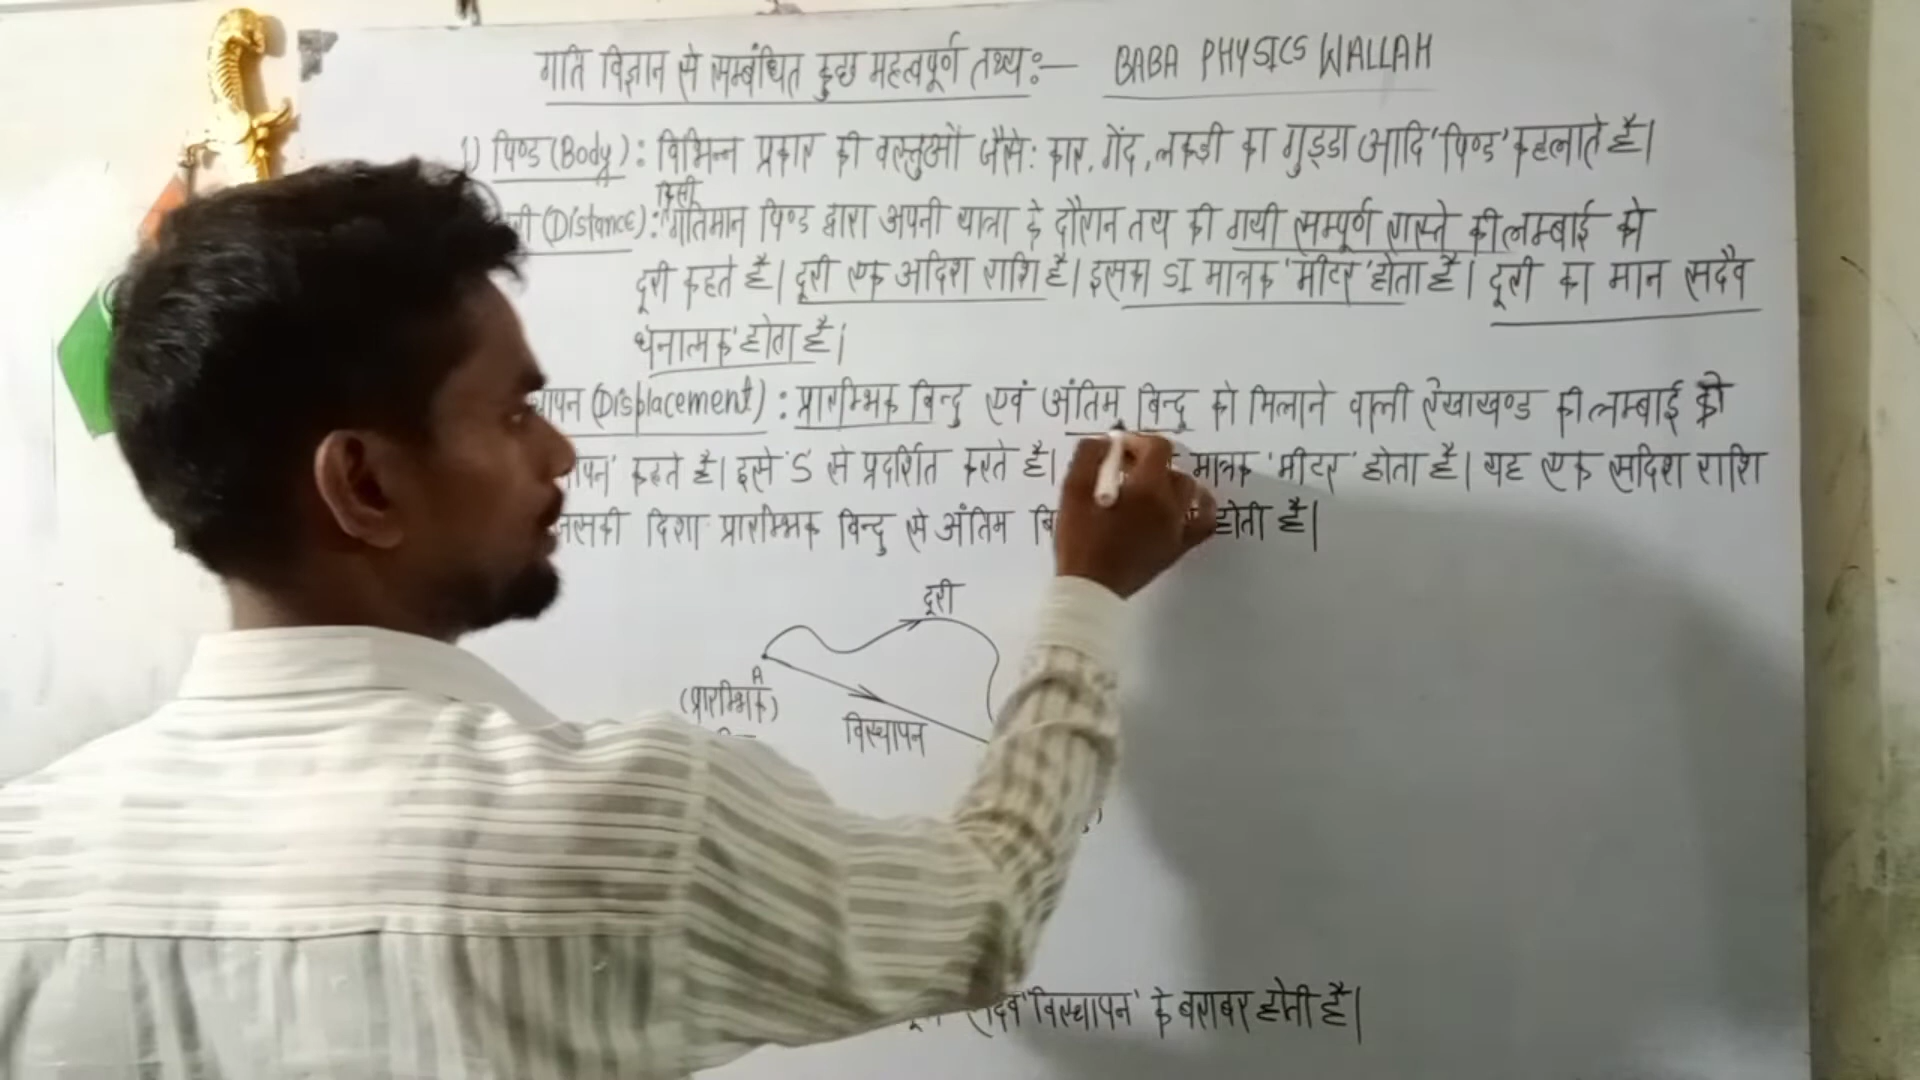 गति विज्ञान से सम्बंधित कुछ महत्वपूर्ण तथ्य:— BABA PHYSICS WALLAH
1) पिण्ड (Body) : विभिन्न प्रकार की वस्तुओं जैसे: कार, गेंद, लकड़ी का गुड्डा आदि 'पिण्ड' कहलाते है।
किसी
(Distance) : गतिमान पिण्ड द्वारा अपनी यात्रा के दौरान तय की गयी सम्पूर्ण रास्ते की लम्बाई को
दूरी कहते है। दूरी एक अदिश राशि है। इसका SI मात्रक 'मीटर' होता है। दूरी का मान सदैव
'धनात्मक' होता है।
(Displacement) : प्रारम्भिक बिन्दु एवं अंतिम बिन्दु को मिलाने वाली रेखाखण्ड की लम्बाई को
कहते है। इसे 'S' से प्रदर्शित करते है। मात्रक 'मीटर' होता है। यह एक सदिश राशि
दिशा प्रारम्भिक बिन्दु से अंतिम होती है।
दूरी
A
(प्रारम्भिक)
विस्थापन
'विस्थापन' के बराबर होती है।